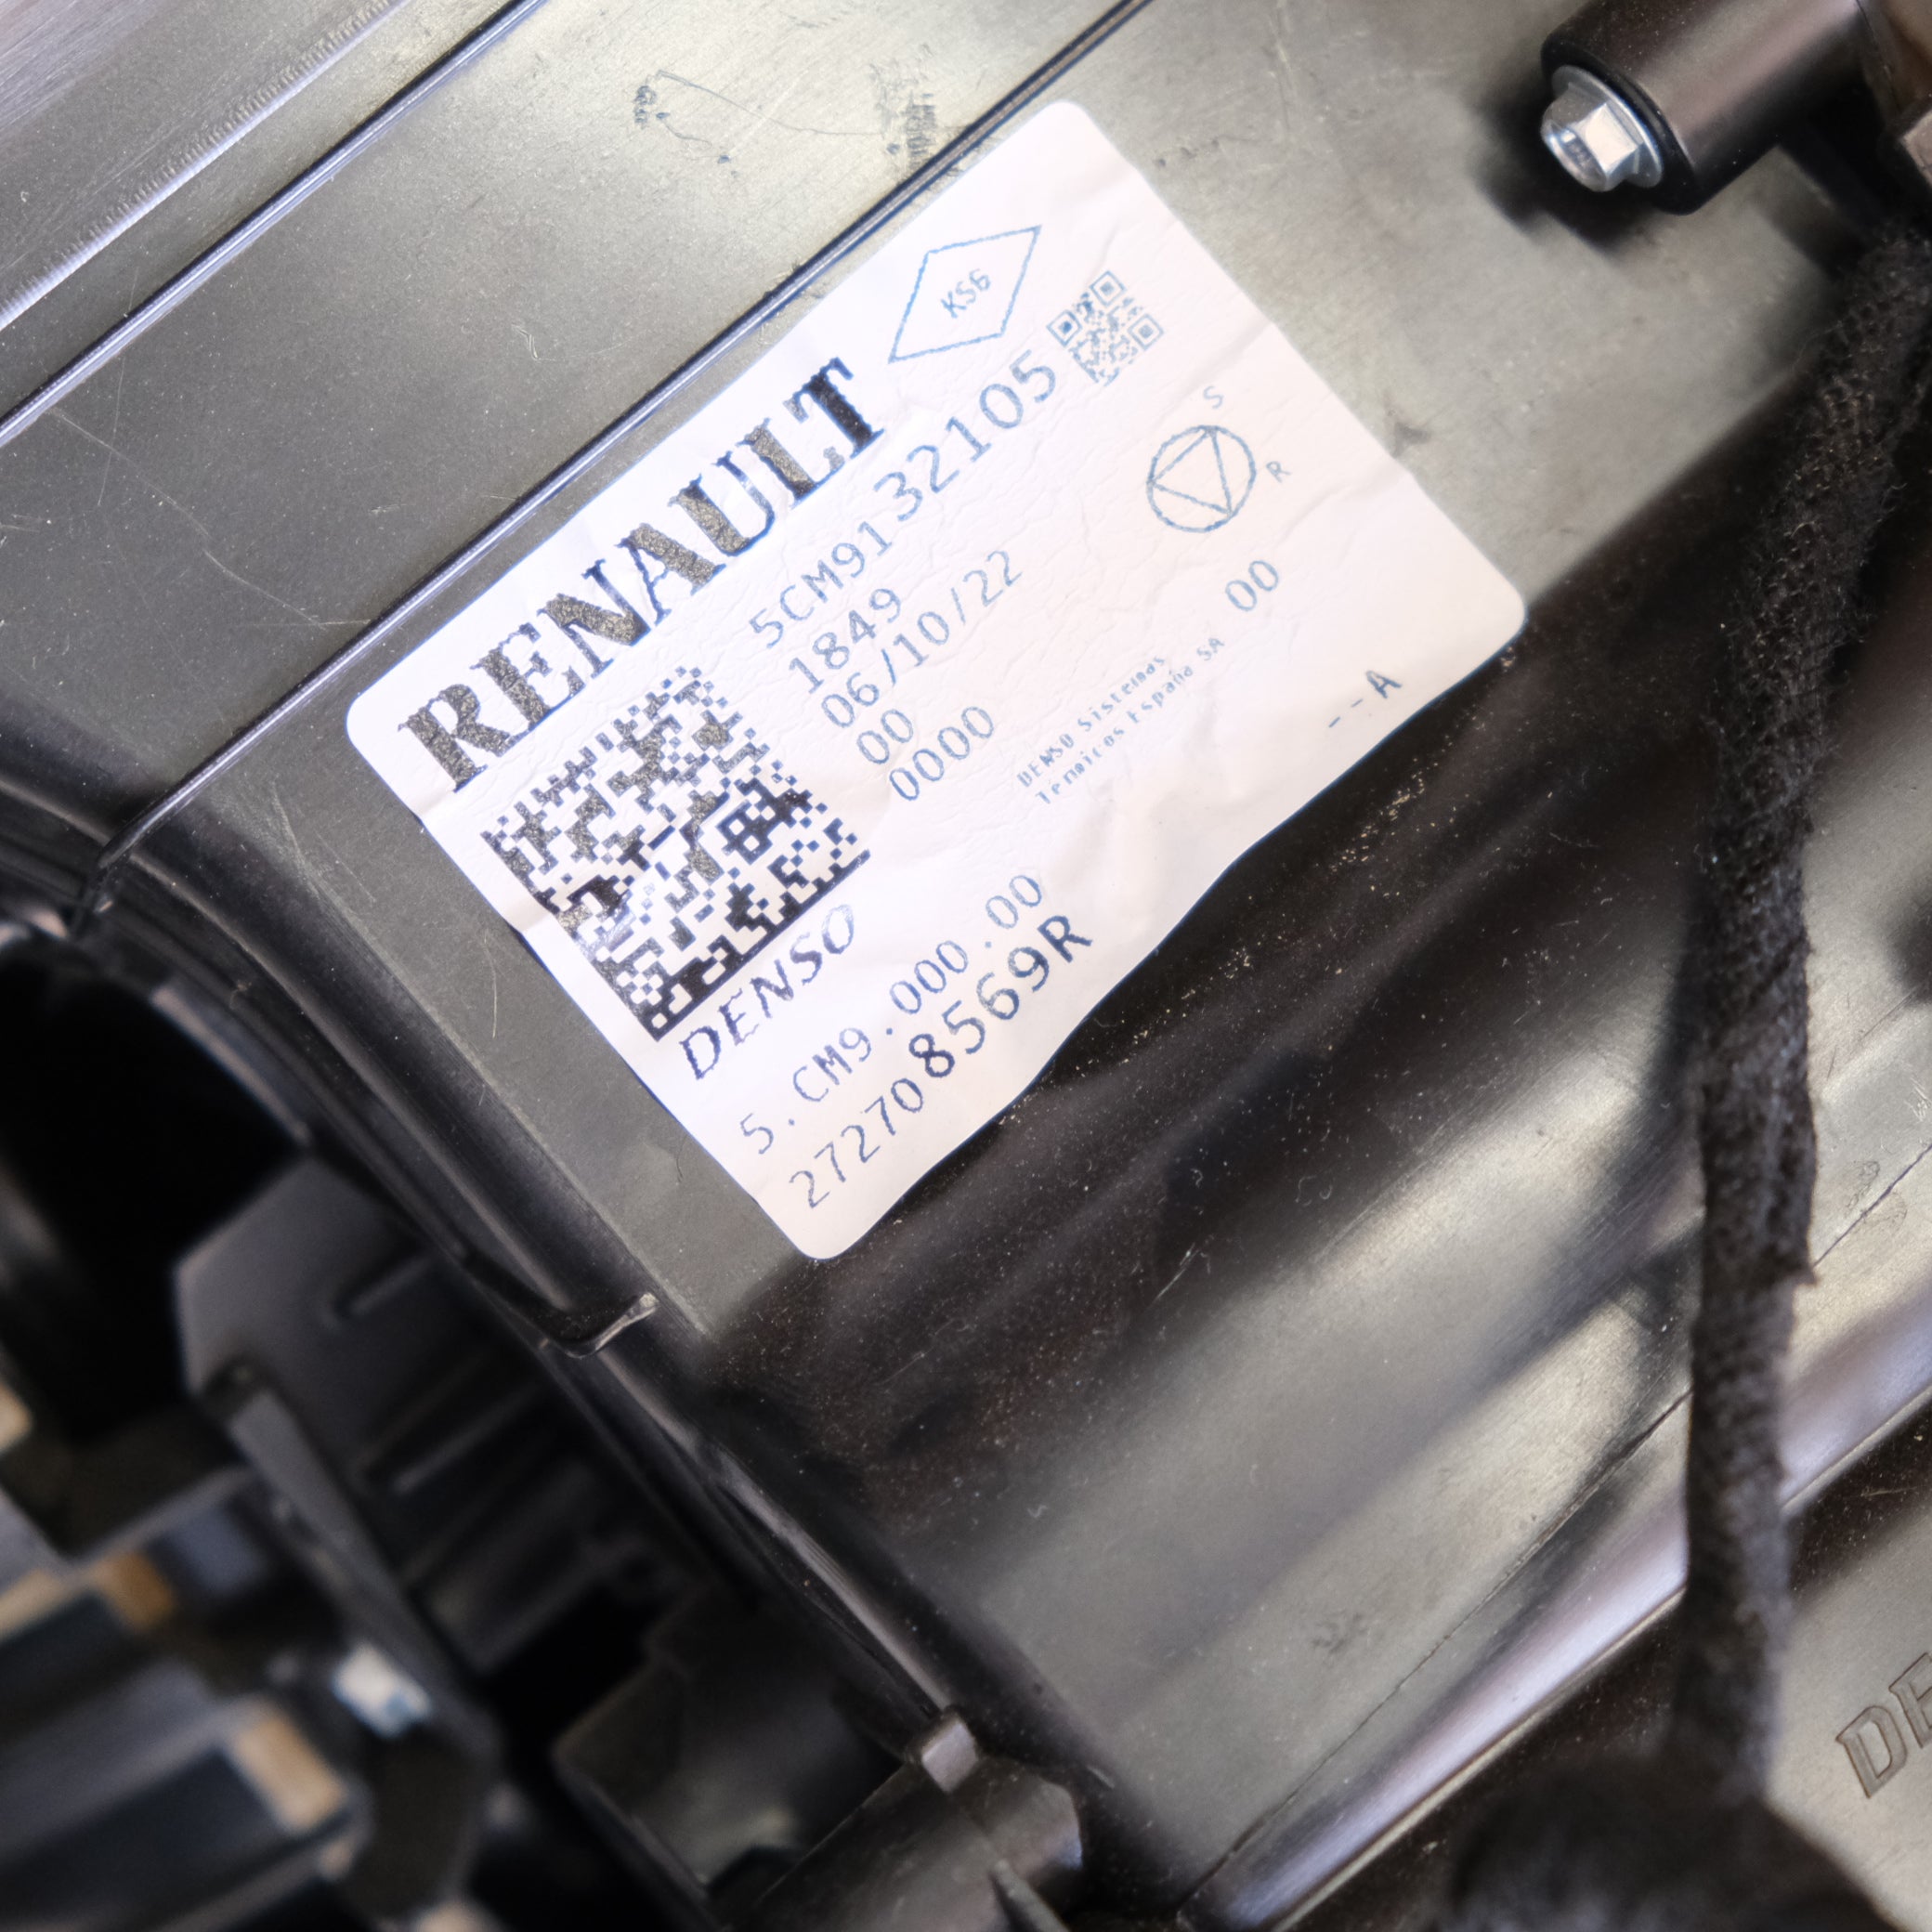 RENAULT
KS6
5CM9132105
1849
06/10/22
00
0000
S
R
00
DENSO Sistemas
Termicos España SA
--A
DENSO
5.CM9.000.00
272708569R
DE